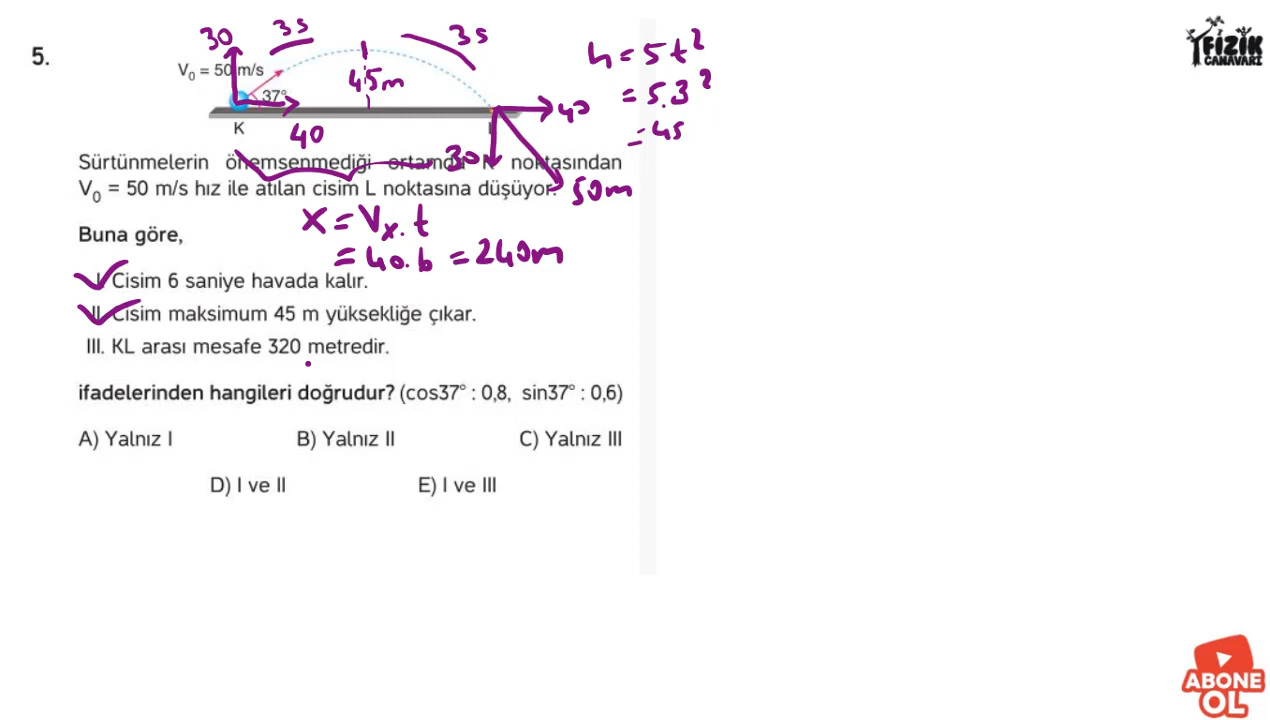 5.
30
3s
3s
V₀ = 50 m/s
37°
45m
40
K
40
30
50m
h = 5t²
= 5.3²
= 45
FİZİK
CANAVARI
Sürtünmelerin önemsenmediği ortamda K noktasından
V₀ = 50 m/s hız ile atılan cisim L noktasına düşüyor.
X = Vₓ.t
= 40.6 = 240m
Buna göre,
I. Cisim 6 saniye havada kalır.
II. Cisim maksimum 45 m yüksekliğe çıkar.
III. KL arası mesafe 320 metredir.
ifadelerinden hangileri doğrudur? (cos37° : 0,8, sin37° : 0,6)
A) Yalnız I B) Yalnız II C) Yalnız III
D) I ve II E) I ve III
ABONE
OL